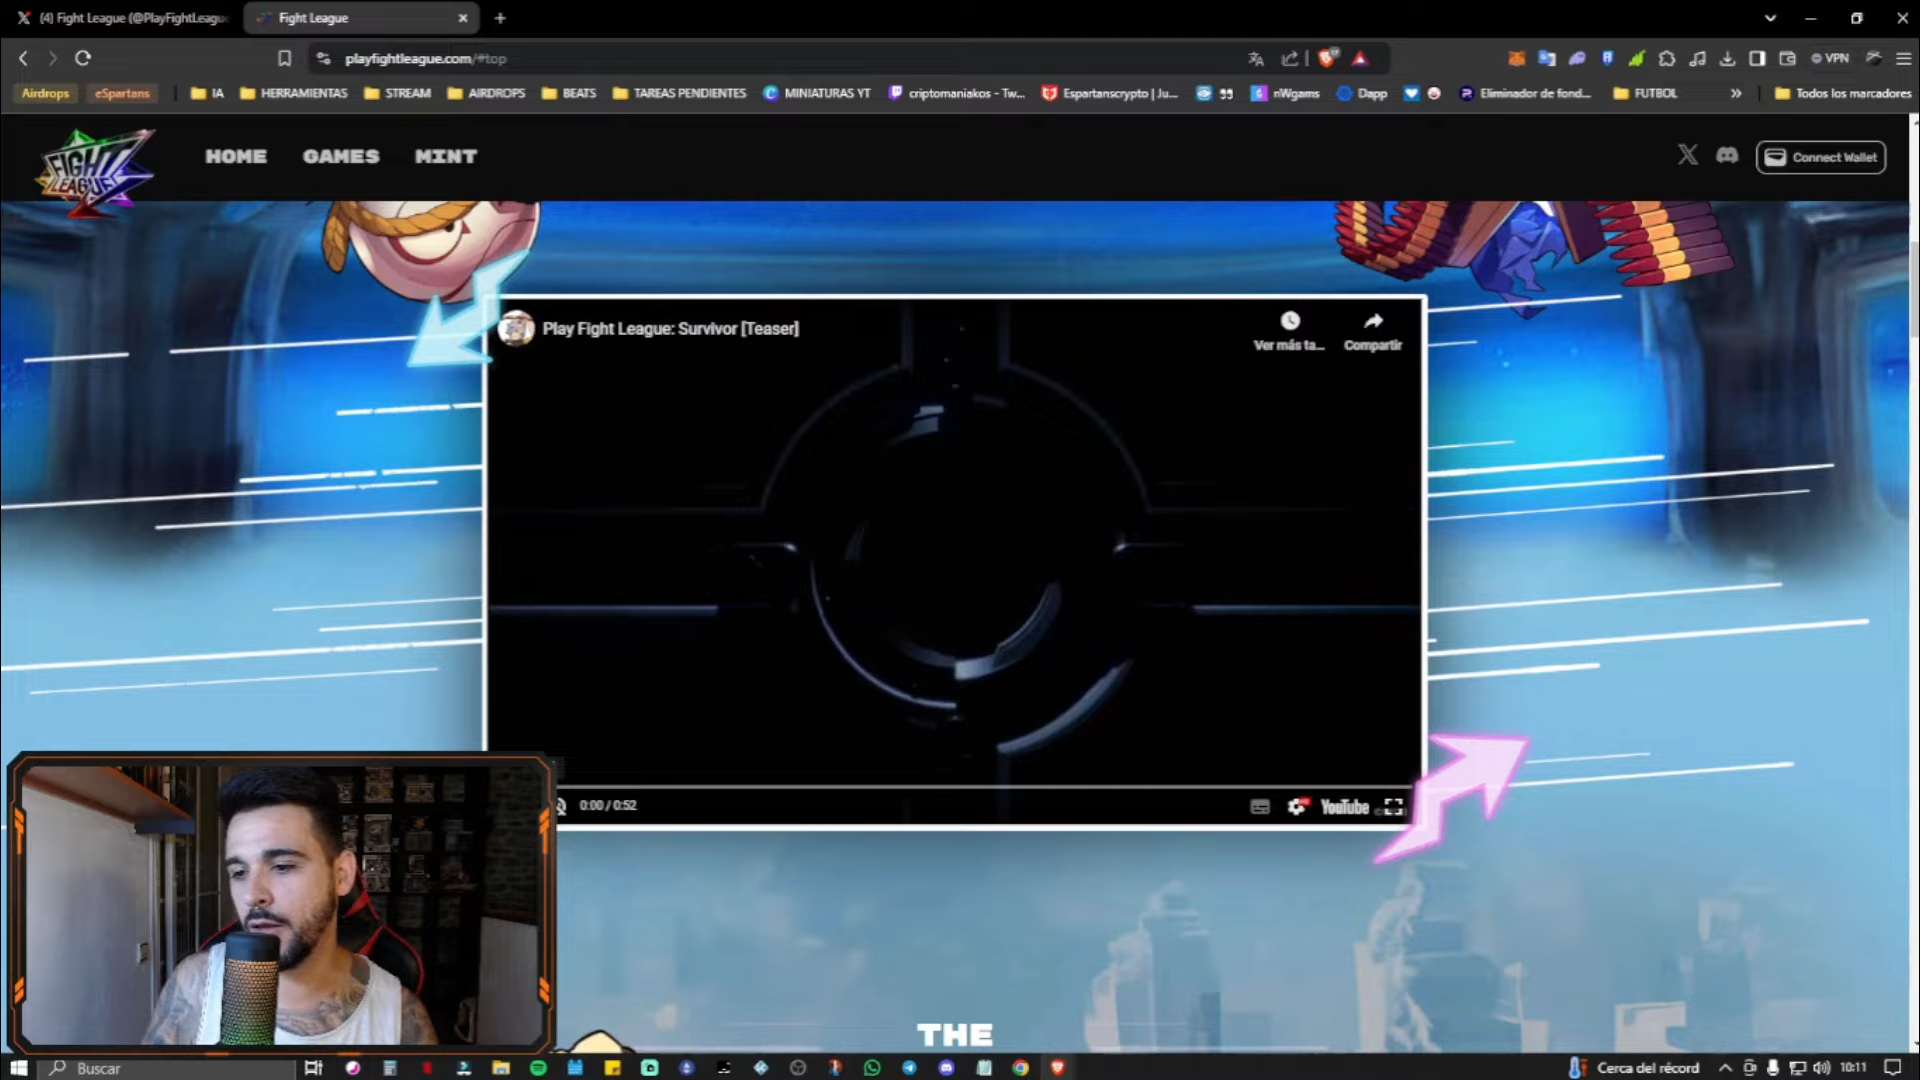 (4) Fight League (@PlayFightLeagu
Fight League
playfightleague.com/#top
VPN
Airdrops
eSpartans
IA
HERRAMIENTAS
STREAM
AIRDROPS
BEATS
TAREAS PENDIENTES
MINIATURAS YT
criptomaniakos - Tw...
Espartanscrypto | Ju...
nWgams
Dapp
Eliminador de fond...
FUTBOL
»
Todos los marcadores
FIGHT
LEAGUE
HOME
GAMES
MINT
Connect Wallet
Play Fight League: Survivor [Teaser]
Ver más ta...
Compartir
0:00 / 0:52
YouTube
THE
Buscar
Cerca del récord
10:11